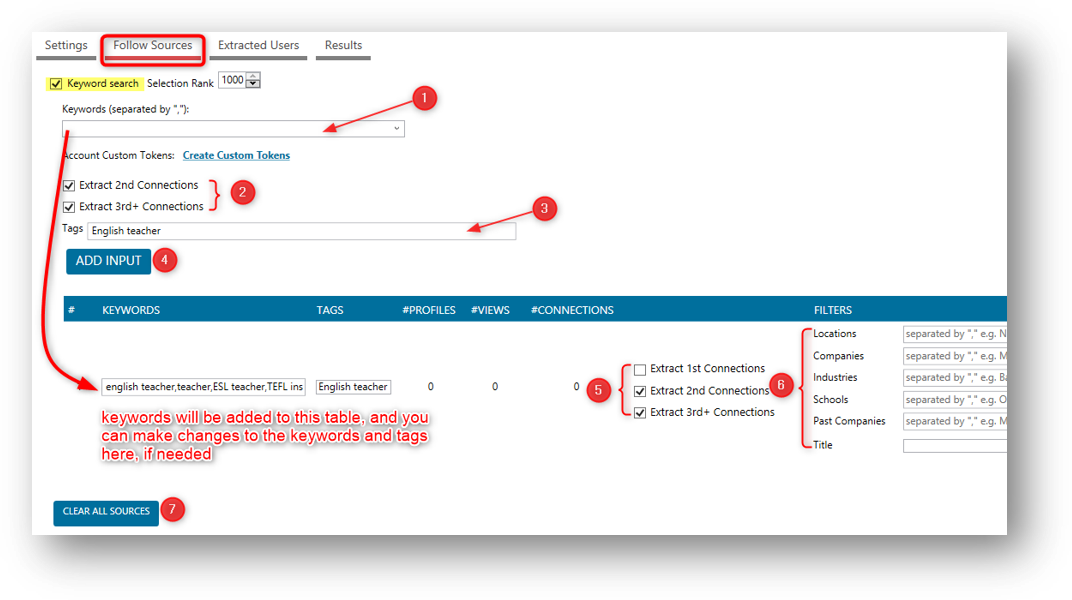 Settings Follow Sources Extracted Users Results
Keyword search Selection Rank 1000
1
Keywords (separated by ","):
Account Custom Tokens: Create Custom Tokens
Extract 2nd Connections
2
Extract 3rd+ Connections
3
Tags English teacher
ADD INPUT 4
# KEYWORDS TAGS #PROFILES #VIEWS #CONNECTIONS FILTERS
Locations separated by "," e.g. N
Companies separated by "," e.g. M
Extract 1st Connections
Industries separated by "," e.g. Ba
english teacher,teacher,ESL teacher,TEFL ins English teacher 0 0 0 5 Extract 2nd Connections 6
Schools separated by "," e.g. O
Extract 3rd+ Connections
Past Companies separated by "," e.g. M
Title
keywords will be added to this table, and you
can make changes to the keywords and tags
here, if needed
CLEAR ALL SOURCES 7